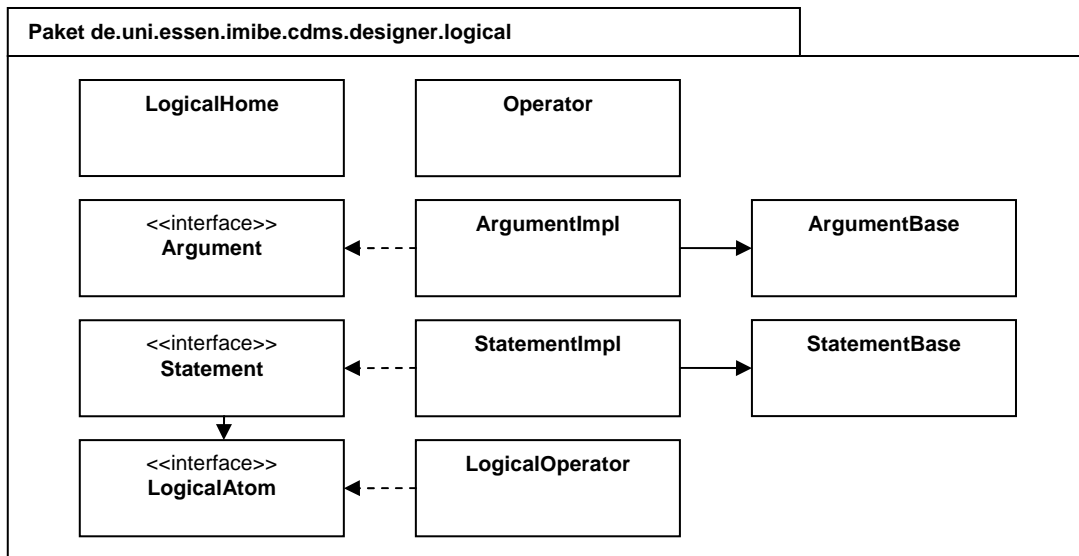 Paket de.uni.essen.imibe.cdms.designer.logical
LogicalHome
Operator
<<interface>>
Argument
ArgumentImpl
ArgumentBase
<<interface>>
Statement
StatementImpl
StatementBase
<<interface>>
LogicalAtom
LogicalOperator